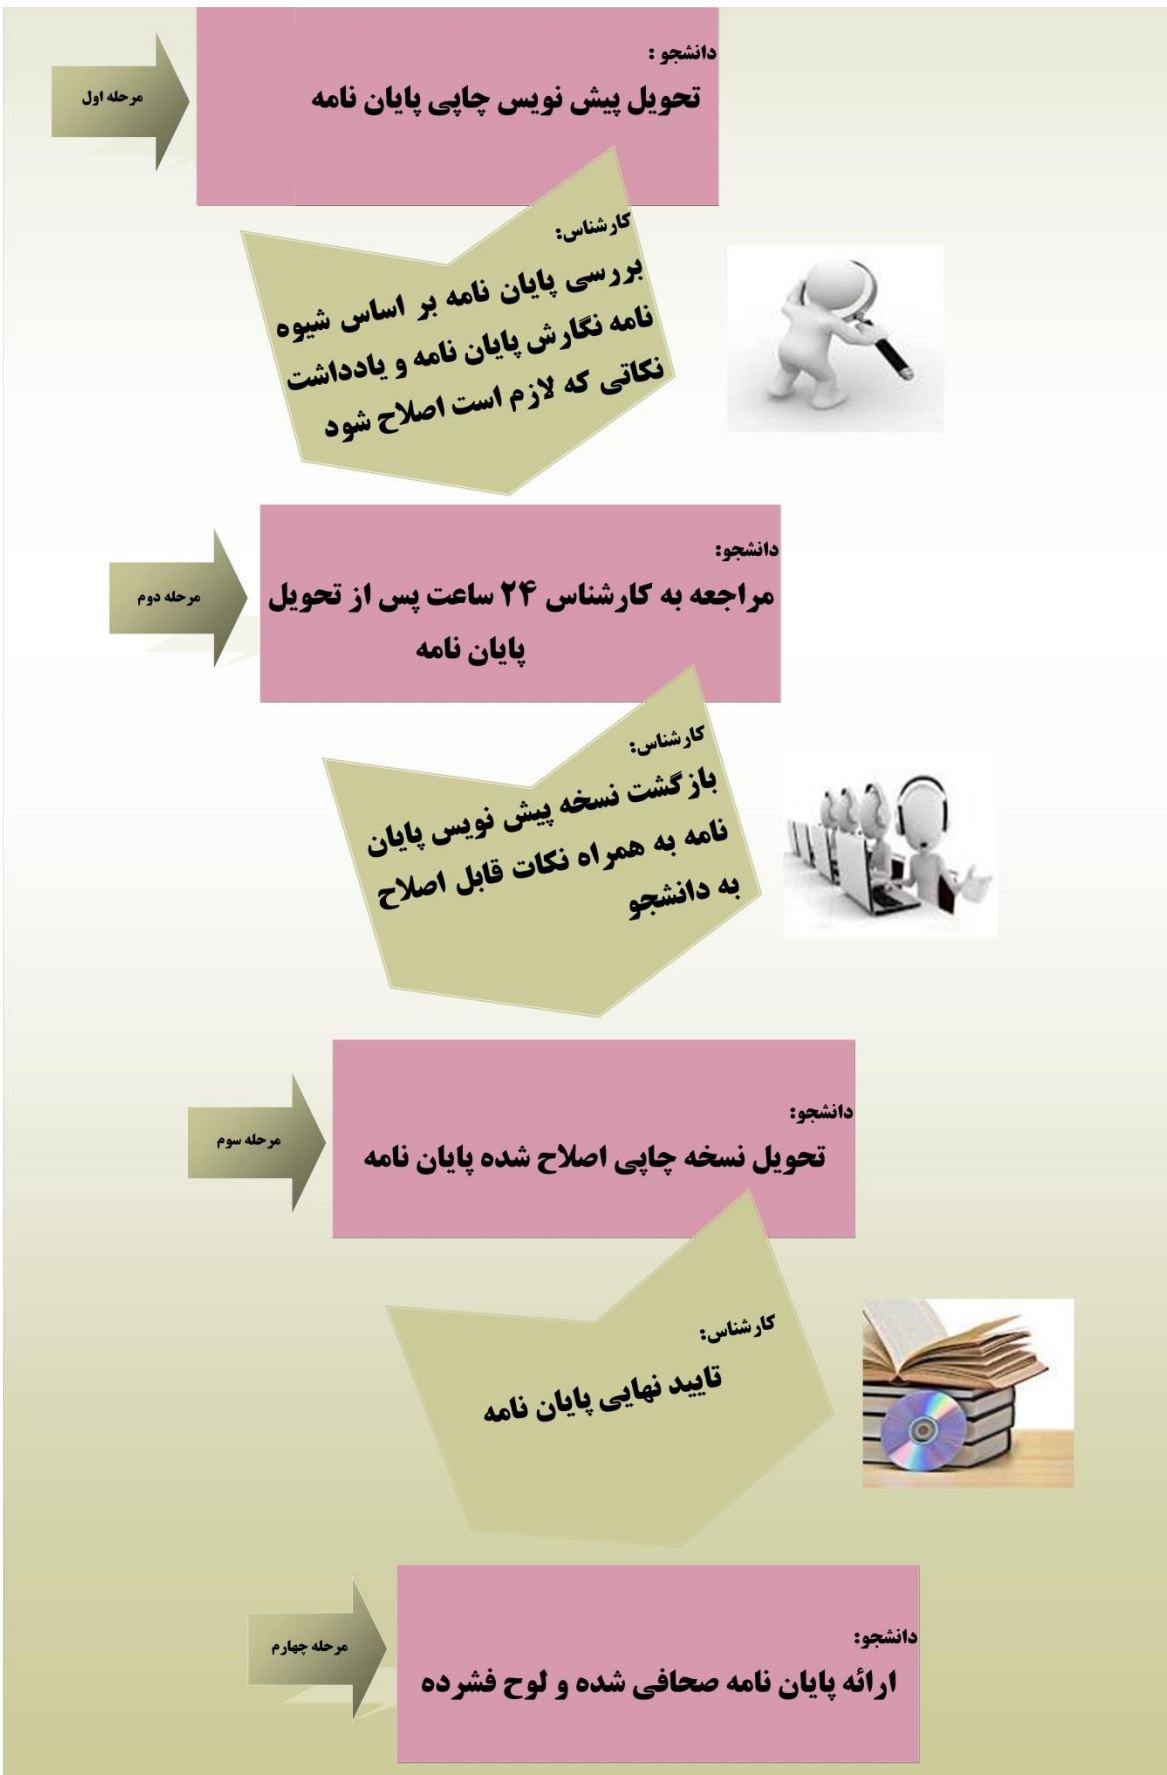 دانشجو :
مرحله اول
تحویل پیش نویس چاپی پایان نامه
کارشناس:
بررسی پایان نامه بر اساس شیوه
نامه نگارش پایان نامه و یادداشت
نکاتی که لازم است اصلاح شود
دانشجو:
مرحله دوم
مراجعه به کارشناس ۲۴ ساعت پس از تحویل
پایان نامه
کارشناس:
بازگشت نسخه پیش نویس پایان
نامه به همراه نکات قابل اصلاح
به دانشجو
دانشجو:
مرحله سوم
تحویل نسخه چاپی اصلاح شده پایان نامه
کارشناس:
تایید نهایی پایان نامه
دانشجو:
مرحله چهارم
ارائه پایان نامه صحافی شده و لوح فشرده